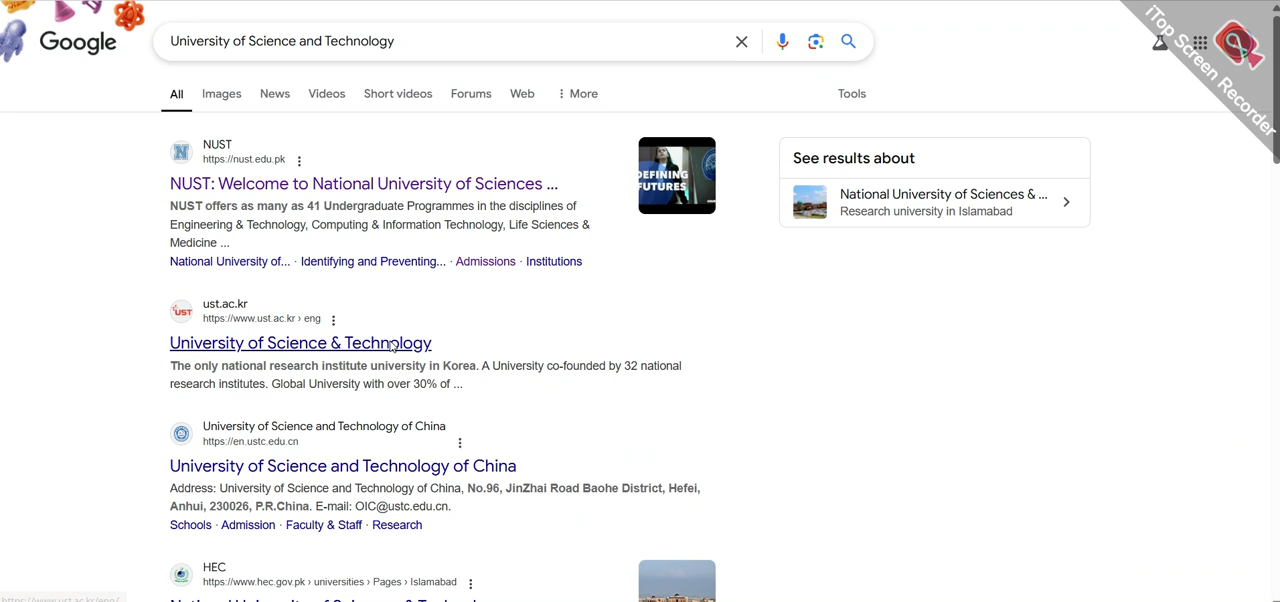 iTop Screen Recorder
Google
University of Science and Technology
All Images News Videos Short videos Forums Web More Tools
NUST
https://nust.edu.pk
NUST: Welcome to National University of Sciences ...
NUST offers as many as 41 Undergraduate Programmes in the disciplines of
Engineering & Technology, Computing & Information Technology, Life Sciences &
Medicine ...
National University of... · Identifying and Preventing... · Admissions · Institutions
DEFINING
FUTURES
See results about
National University of Sciences & ...
Research university in Islamabad
UST
ust.ac.kr
https://www.ust.ac.kr › eng
University of Science & Technology
The only national research institute university in Korea. A University co-founded by 32 national
research institutes. Global University with over 30% of ...
University of Science and Technology of China
https://en.ustc.edu.cn
University of Science and Technology of China
Address: University of Science and Technology of China, No.96, JinZhai Road Baohe District, Hefei,
Anhui, 230026, P.R.China. E-mail: OIC@ustc.edu.cn.
Schools · Admission · Faculty & Staff · Research
HEC
https://www.hec.gov.pk › universities › Pages › Islamabad
https://www.ust.ac.kr/eng/